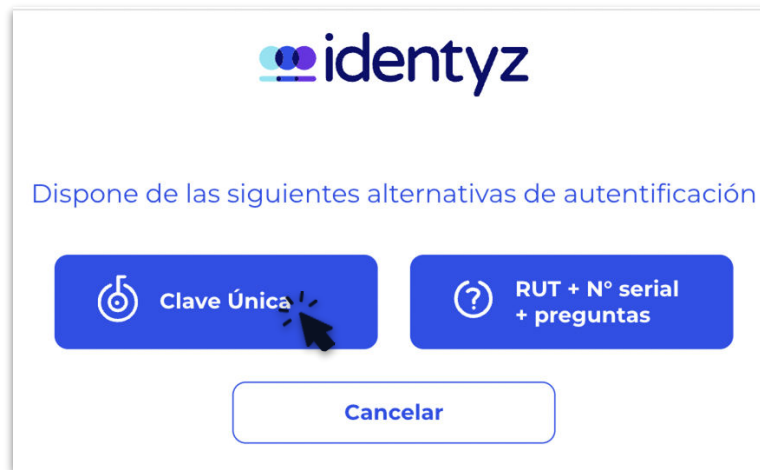 identyz
Dispone de las siguientes alternativas de autentificación
Clave Única
RUT + N° serial
+ preguntas
Cancelar